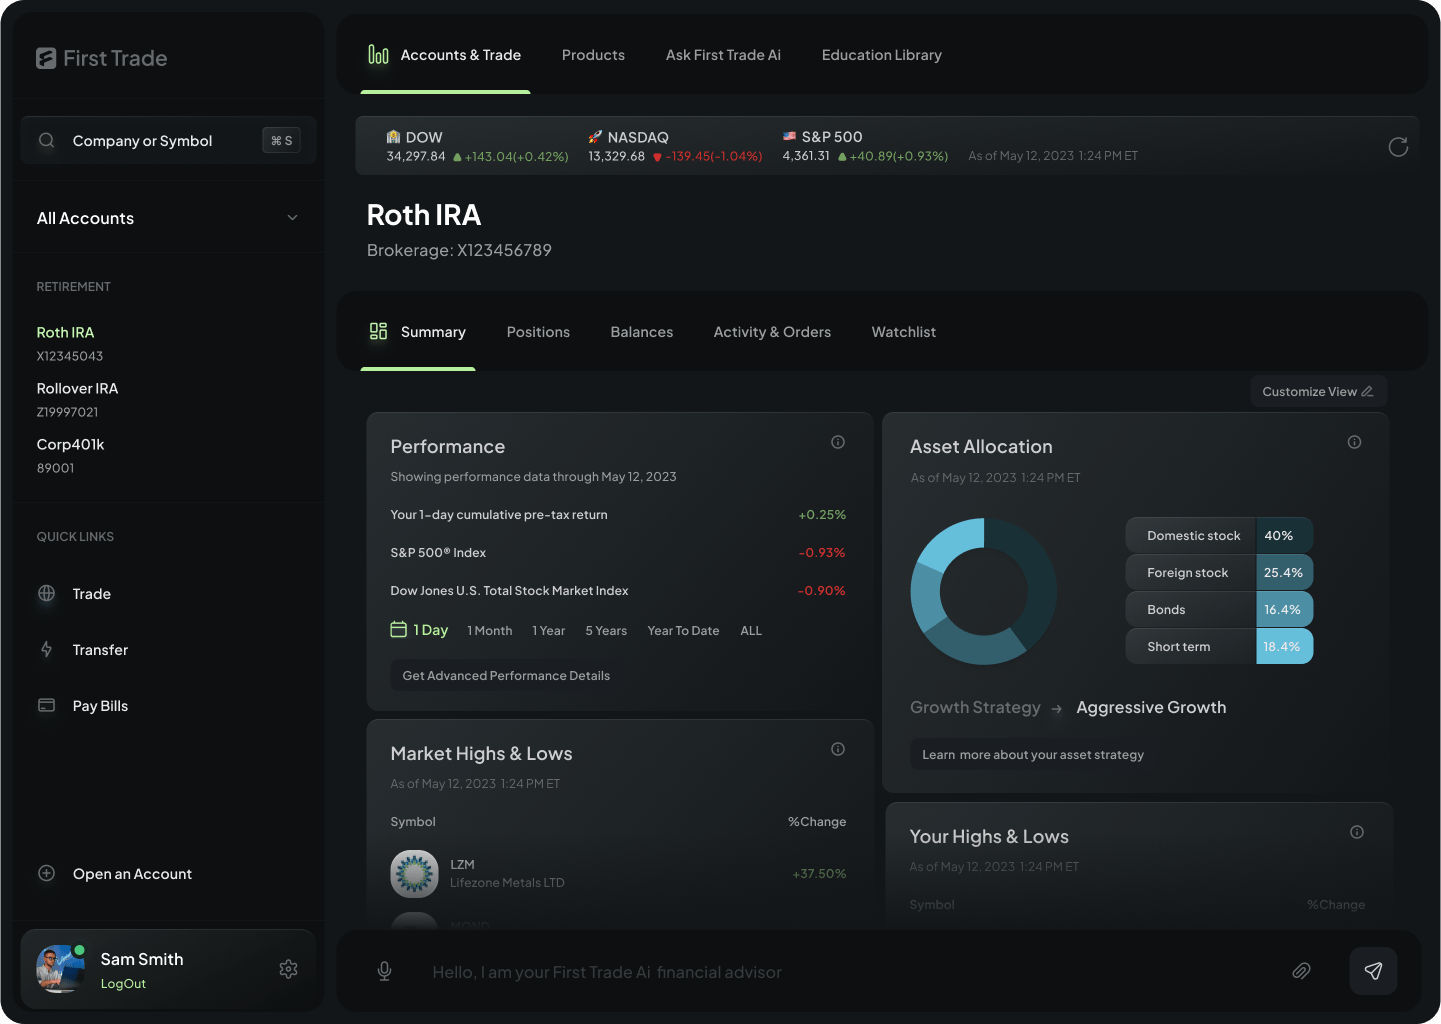 First Trade
Company or Symbol ⌘ S
All Accounts
RETIREMENT
Roth IRA
X12345043
Rollover IRA
Z19997021
Corp401k
89001
QUICK LINKS
Trade
Transfer
Pay Bills
Open an Account
Sam Smith
LogOut
Accounts & Trade Products Ask First Trade Ai Education Library
DOW
34,297.84 +143.04(+0.42%)
NASDAQ
13,329.68 -139.45(-1.04%)
S&P 500
4,361.31 +40.89(+0.93%)
As of May 12, 2023 1:24 PM ET
Roth IRA
Brokerage: X123456789
Summary Positions Balances Activity & Orders Watchlist
Customize View
Performance
Showing performance data through May 12, 2023
Your 1-day cumulative pre-tax return +0.25%
S&P 500® Index -0.93%
Dow Jones U.S. Total Stock Market Index -0.90%
1 Day 1 Month 1 Year 5 Years Year To Date ALL
Get Advanced Performance Details
Asset Allocation
As of May 12, 2023 1:24 PM ET
Domestic stock 40%
Foreign stock 25.4%
Bonds 16.4%
Short term 18.4%
Growth Strategy → Aggressive Growth
Learn more about your asset strategy
Market Highs & Lows
As of May 12, 2023 1:24 PM ET
Symbol %Change
LZM
Lifezone Metals LTD
+37.50%
Your Highs & Lows
As of May 12, 2023 1:24 PM ET
Symbol %Change
Hello, I am your First Trade Ai financial advisor